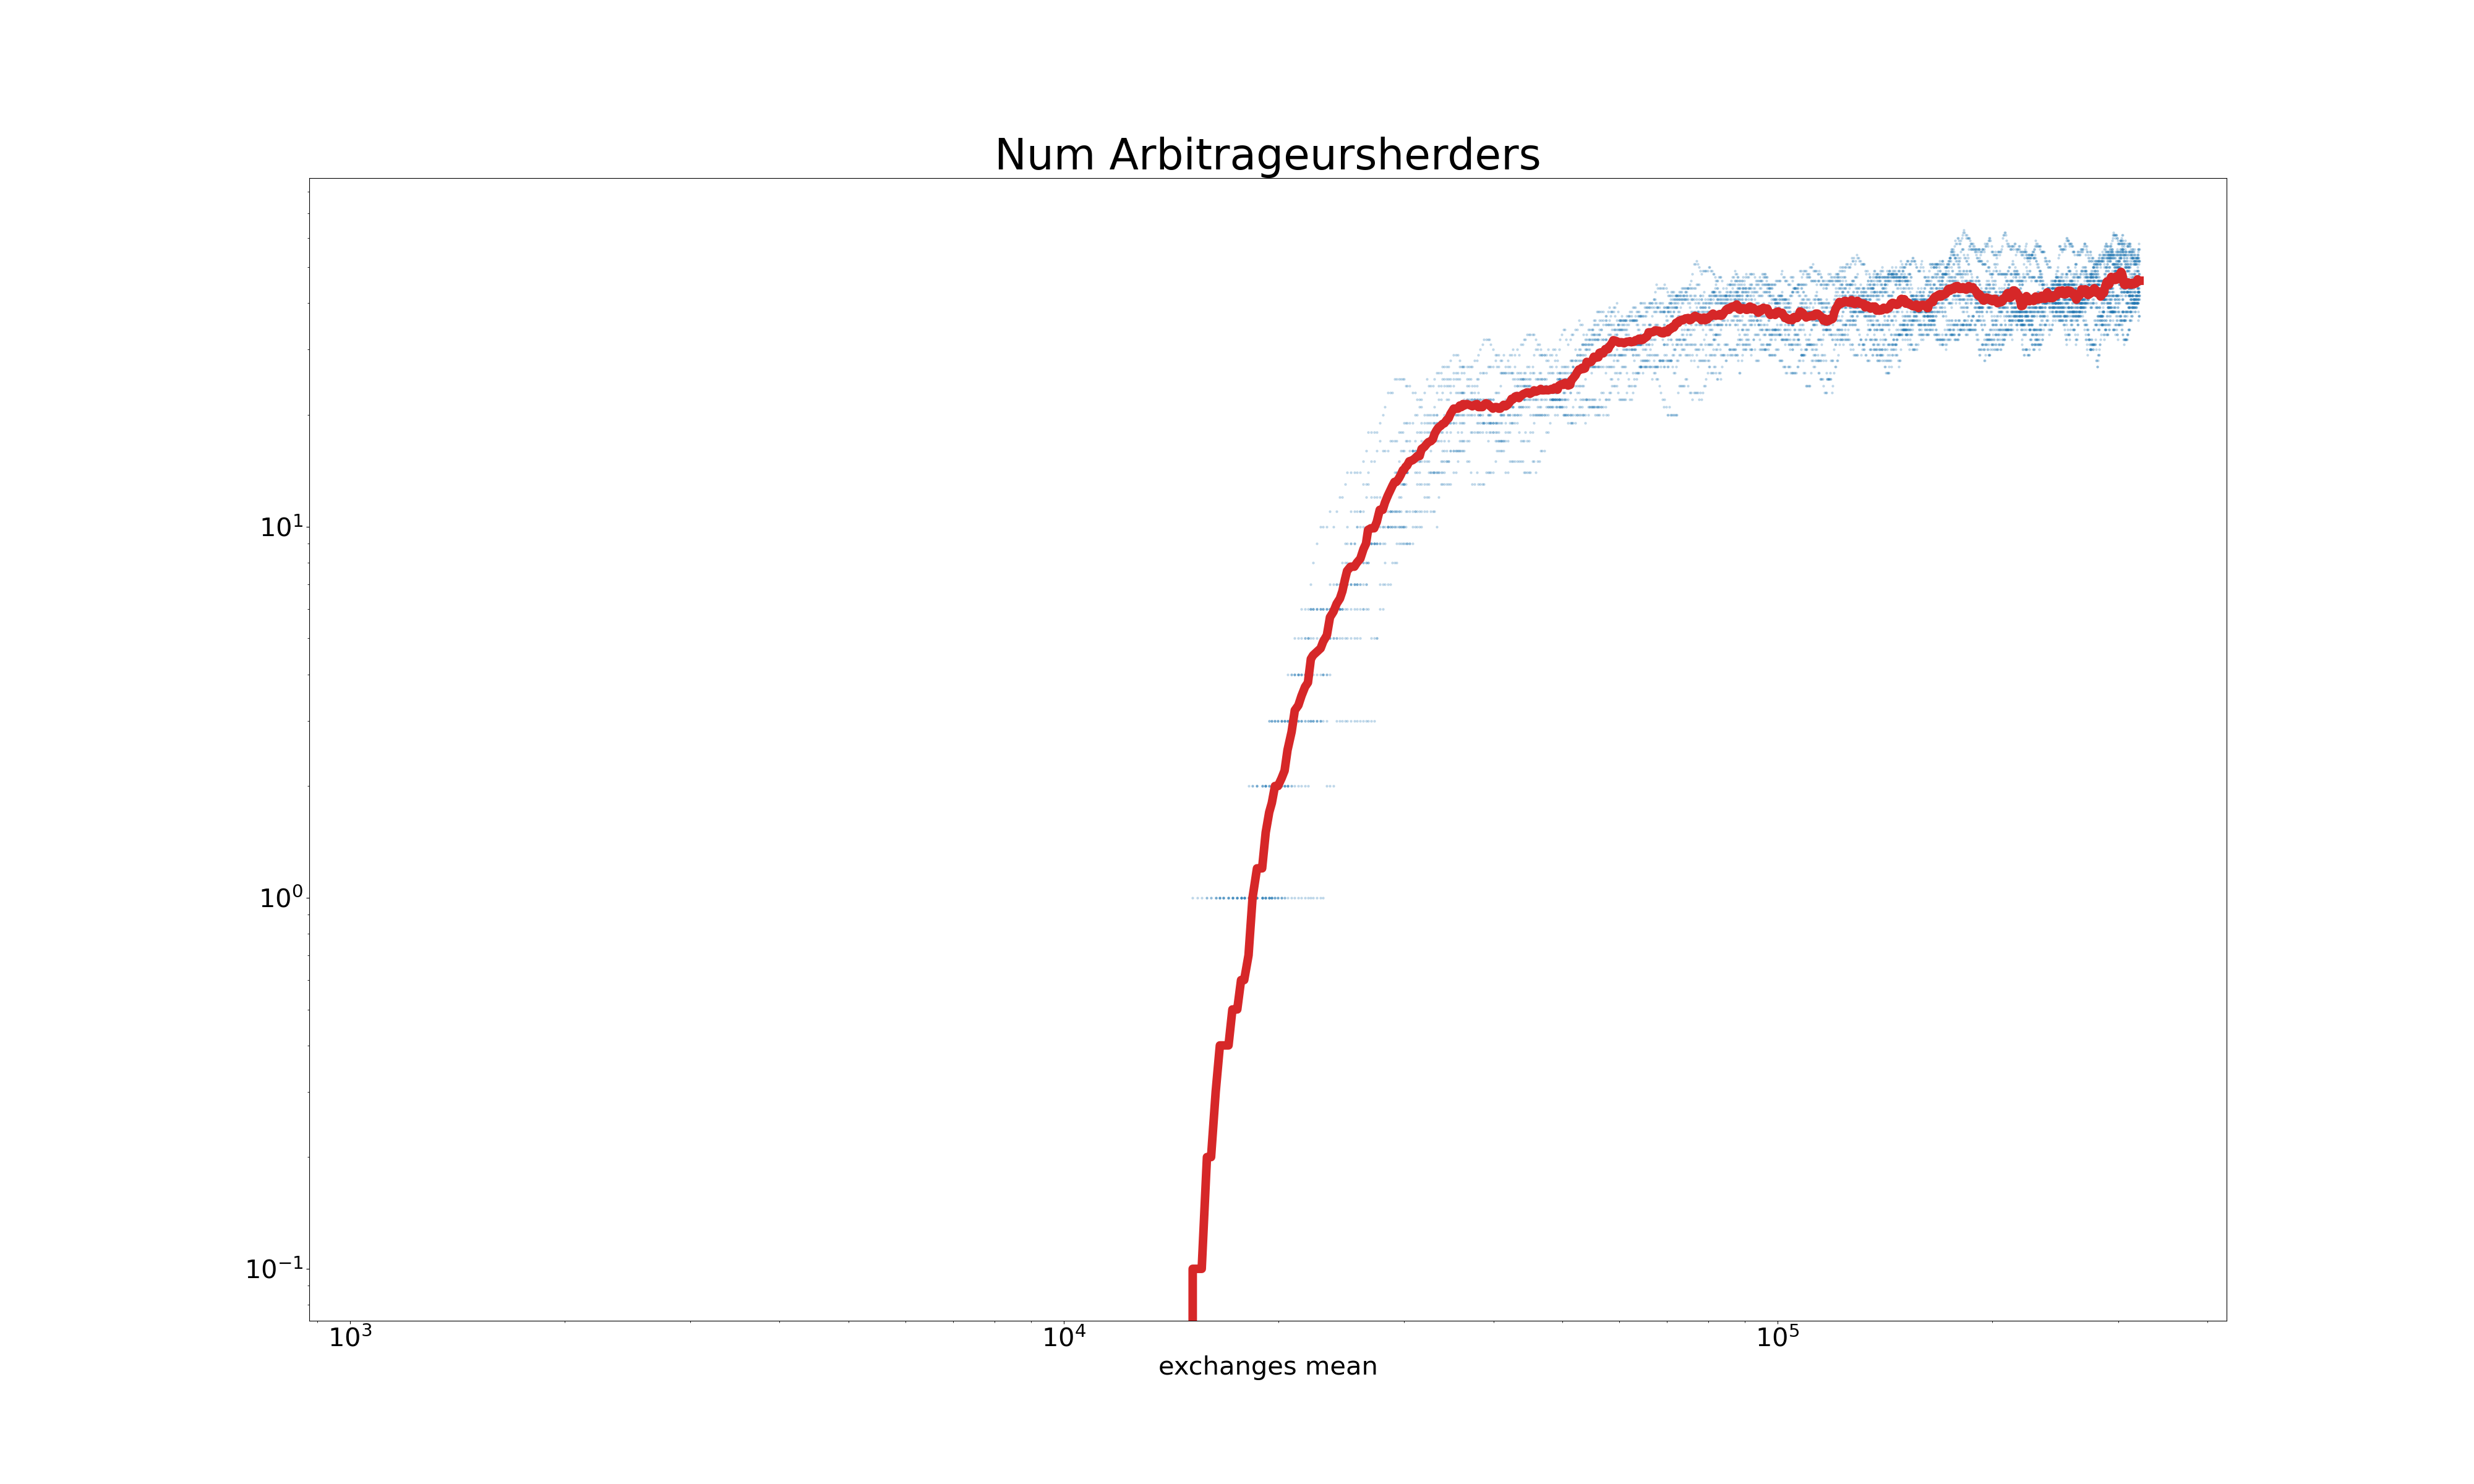 Num Arbitrageursherders
10¹
10⁰
10⁻¹
10³ 10⁴ 10⁵
exchanges mean